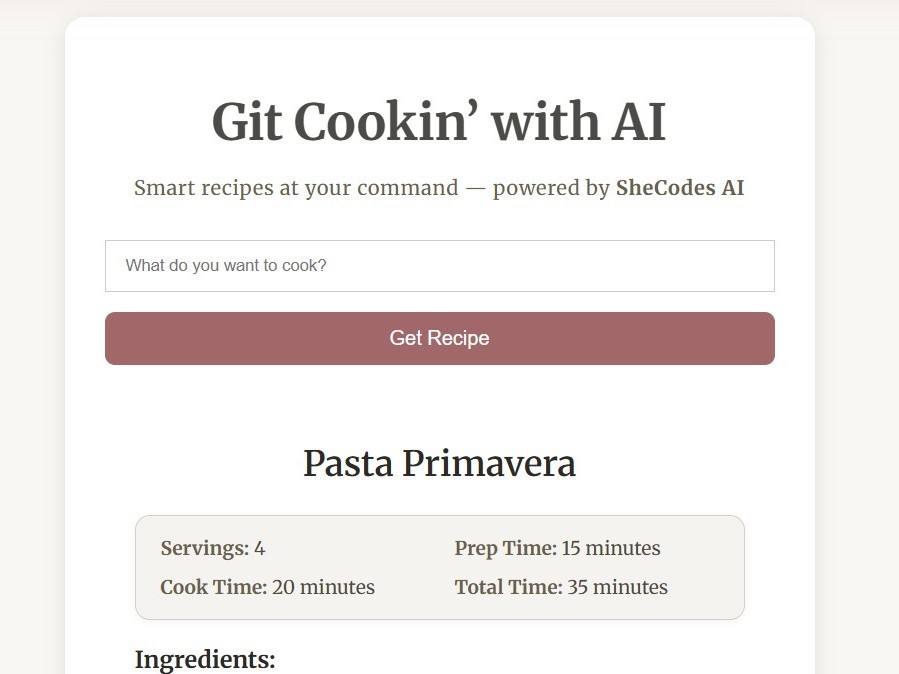 Git Cookin’ with AI
Smart recipes at your command — powered by SheCodes AI
What do you want to cook?
Get Recipe
Pasta Primavera
Servings: 4 Prep Time: 15 minutes
Cook Time: 20 minutes Total Time: 35 minutes
Ingredients: